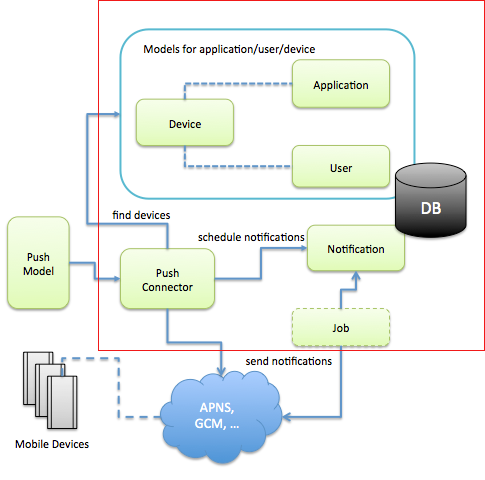 Models for application/user/device
Application
Device
User
DB
find devices
schedule notifications
Notification
Push
Model
Push
Connector
Job
send notifications
APNS,
GCM, ...
Mobile Devices